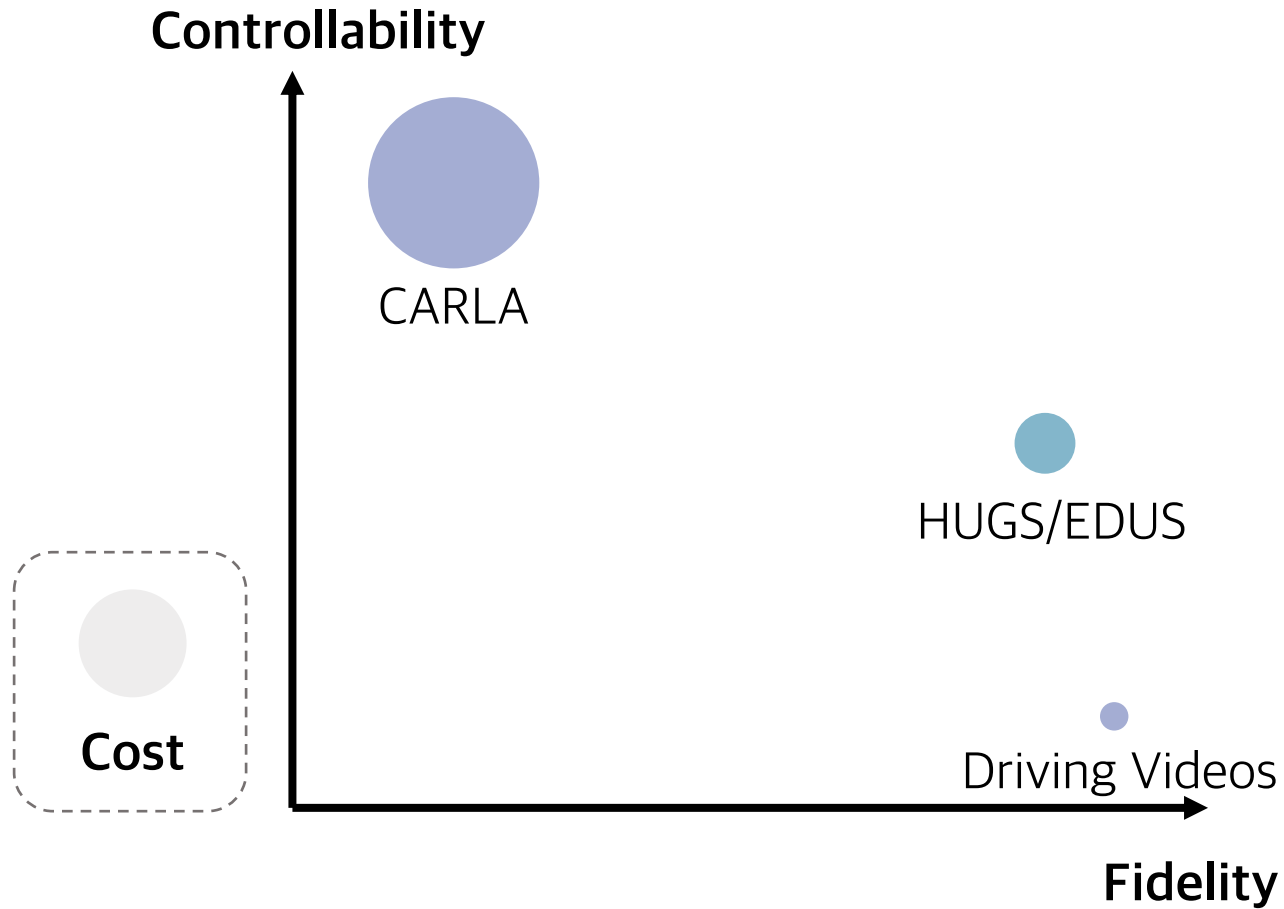 Controllability
CARLA
HUGS/EDUS
Cost
Driving Videos
Fidelity